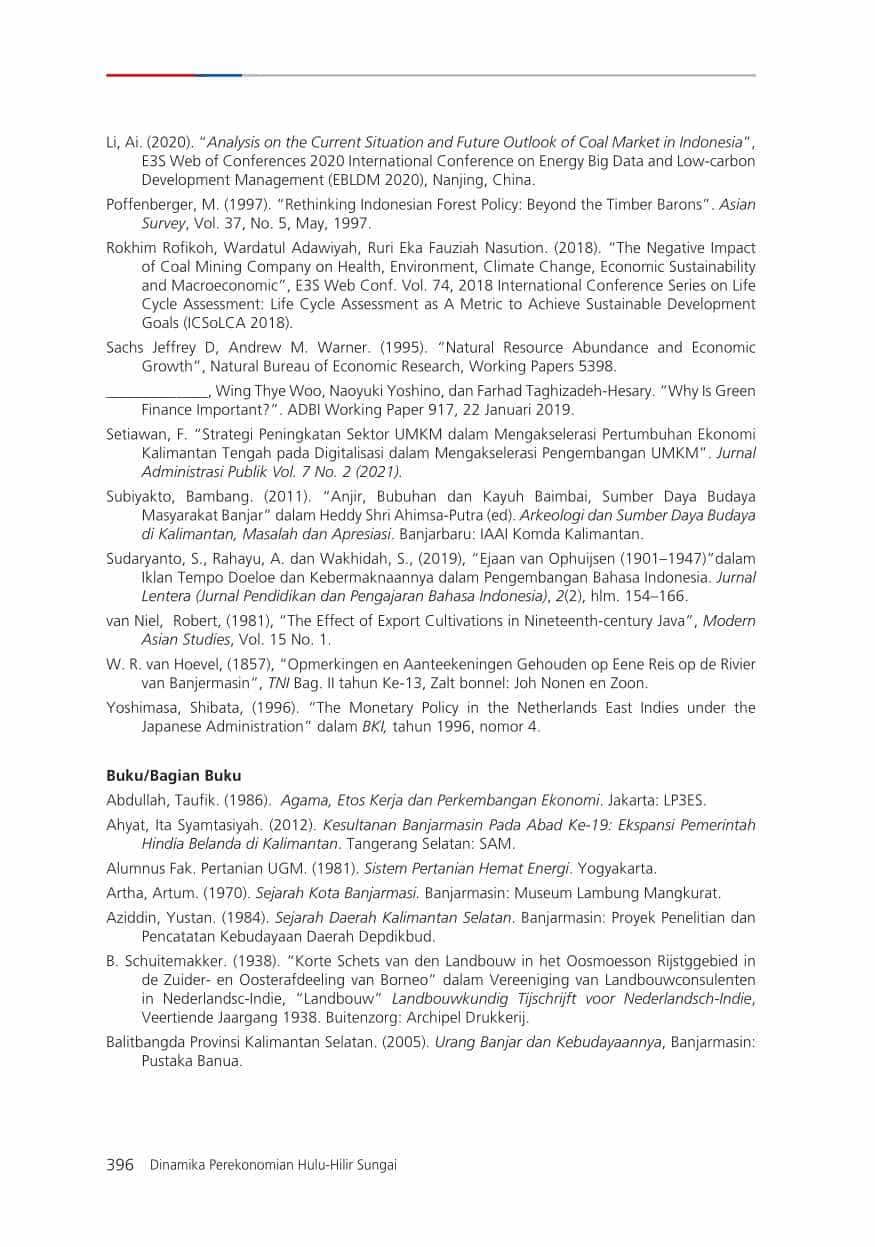 Li, Ai. (2020). “Analysis on the Current Situation and Future Outlook of Coal Market in Indonesia”,
E3S Web of Conferences 2020 International Conference on Energy Big Data and Low-carbon
Development Management (EBLDM 2020), Nanjing, China.
Poffenberger, M. (1997). “Rethinking Indonesian Forest Policy: Beyond the Timber Barons”. Asian
Survey, Vol. 37, No. 5, May, 1997.
Rokhim Rofikoh, Wardatul Adawiyah, Ruri Eka Fauziah Nasution. (2018). “The Negative Impact
of Coal Mining Company on Health, Environment, Climate Change, Economic Sustainability
and Macroeconomic”, E3S Web Conf. Vol. 74, 2018 International Conference Series on Life
Cycle Assessment: Life Cycle Assessment as A Metric to Achieve Sustainable Development
Goals (ICSoLCA 2018).
Sachs Jeffrey D, Andrew M. Warner. (1995). “Natural Resource Abundance and Economic
Growth”, Natural Bureau of Economic Research, Working Papers 5398.
_____________, Wing Thye Woo, Naoyuki Yoshino, dan Farhad Taghizadeh-Hesary. “Why Is Green
Finance Important?”. ADBI Working Paper 917, 22 Januari 2019.
Setiawan, F. “Strategi Peningkatan Sektor UMKM dalam Mengakselerasi Pertumbuhan Ekonomi
Kalimantan Tengah pada Digitalisasi dalam Mengakselerasi Pengembangan UMKM”. Jurnal
Administrasi Publik Vol. 7 No. 2 (2021).
Subiyakto, Bambang. (2011). “Anjir, Bubuhan dan Kayuh Baimbai, Sumber Daya Budaya
Masyarakat Banjar” dalam Heddy Shri Ahimsa-Putra (ed). Arkeologi dan Sumber Daya Budaya
di Kalimantan, Masalah dan Apresiasi. Banjarbaru: IAAI Komda Kalimantan.
Sudaryanto, S., Rahayu, A. dan Wakhidah, S., (2019), “Ejaan van Ophuijsen (1901–1947)”dalam
Iklan Tempo Doeloe dan Kebermaknaannya dalam Pengembangan Bahasa Indonesia. Jurnal
Lentera (Jurnal Pendidikan dan Pengajaran Bahasa Indonesia), 2(2), hlm. 154–166.
van Niel, Robert, (1981), “The Effect of Export Cultivations in Nineteenth-century Java”, Modern
Asian Studies, Vol. 15 No. 1.
W. R. van Hoevel, (1857), “Opmerkingen en Aanteekeningen Gehouden op Eene Reis op de Rivier
van Banjermasin”, TNI Bag. II tahun Ke-13, Zalt bonnel: Joh Nonen en Zoon.
Yoshimasa, Shibata, (1996). “The Monetary Policy in the Netherlands East Indies under the
Japanese Administration” dalam BKI, tahun 1996, nomor 4.
Buku/Bagian Buku
Abdullah, Taufik. (1986). Agama, Etos Kerja dan Perkembangan Ekonomi. Jakarta: LP3ES.
Ahyat, Ita Syamtasiyah. (2012). Kesultanan Banjarmasin Pada Abad Ke-19: Ekspansi Pemerintah
Hindia Belanda di Kalimantan. Tangerang Selatan: SAM.
Alumnus Fak. Pertanian UGM. (1981). Sistem Pertanian Hemat Energi. Yogyakarta.
Artha, Artum. (1970). Sejarah Kota Banjarmasi. Banjarmasin: Museum Lambung Mangkurat.
Aziddin, Yustan. (1984). Sejarah Daerah Kalimantan Selatan. Banjarmasin: Proyek Penelitian dan
Pencatatan Kebudayaan Daerah Depdikbud.
B. Schuitemakker. (1938). “Korte Schets van den Landbouw in het Oosmoesson Rijstggebied in
de Zuider- en Oosterafdeeling van Borneo” dalam Vereeniging van Landbouwconsulenten
in Nederlandsc-Indie, “Landbouw” Landbouwkundig Tijschrijft voor Nederlandsch-Indie,
Veertiende Jaargang 1938. Buitenzorg: Archipel Drukkerij.
Balitbangda Provinsi Kalimantan Selatan. (2005). Urang Banjar dan Kebudayaannya, Banjarmasin:
Pustaka Banua.
396 Dinamika Perekonomian Hulu-Hilir Sungai